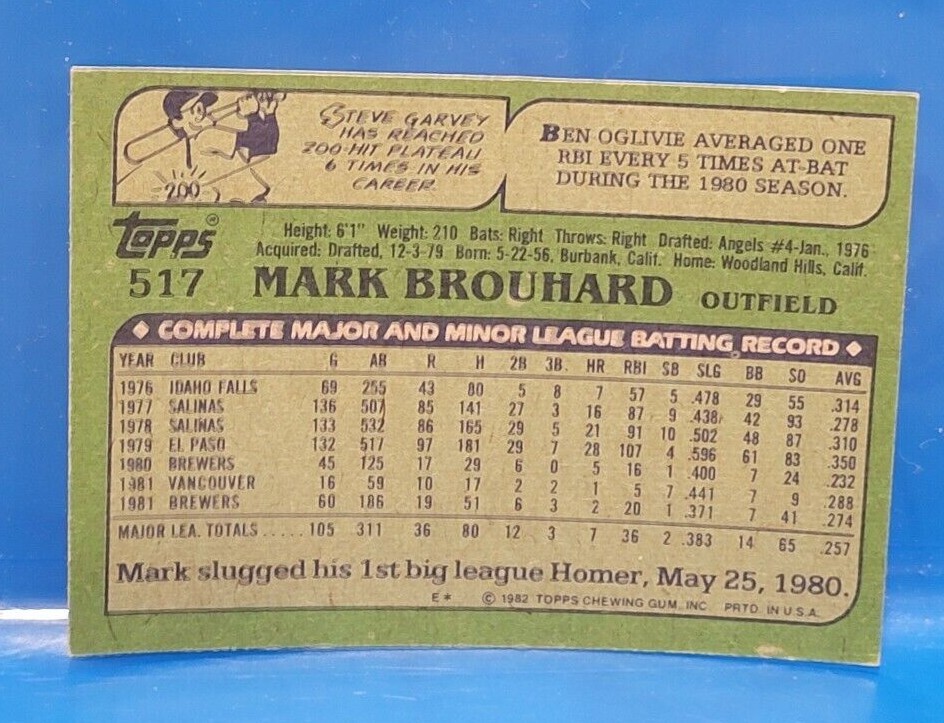 STEVE GARVEY
HAS REACHED
200-HIT PLATEAU
6 TIMES IN HIS
CAREER.
200
BEN OGLIVIE AVERAGED ONE
RBI EVERY 5 TIMES AT-BAT
DURING THE 1980 SEASON.
TOPPS®
517
Height: 6'1" Weight: 210 Bats: Right Throws: Right Drafted: Angels #4-Jan., 1976
Acquired: Drafted, 12-3-79 Born: 5-22-56, Burbank, Calif. Home: Woodland Hills, Calif.
MARK BROUHARD OUTFIELD
◆ COMPLETE MAJOR AND MINOR LEAGUE BATTING RECORD ◆
YEAR CLUB G AB R H 2B 3B. HR RBI SB SLG BB SO AVG
1976 IDAHO FALLS 69 255 43 80 5 8 7 57 5 .478 29 55 .314
1977 SALINAS 136 507 85 141 27 3 16 87 9 .438 42 93 .278
1978 SALINAS 133 532 86 165 29 5 21 91 10 .502 48 87 .310
1979 EL PASO 132 517 97 181 29 7 28 107 4 .596 61 83 .350
1980 BREWERS 45 125 17 29 6 0 5 16 1 .400 7 24 .232
1981 VANCOUVER 16 59 10 17 2 2 1 5 7 .441 7 9 .288
1981 BREWERS 60 186 19 51 6 3 2 20 1 .371 7 41 .274
MAJOR LEA. TOTALS ..... 105 311 36 80 12 3 7 36 2 .383 14 65 .257
Mark slugged his 1st big league Homer, May 25, 1980.
E* © 1982 TOPPS CHEWING GUM, INC. PRTD. IN U.S.A.